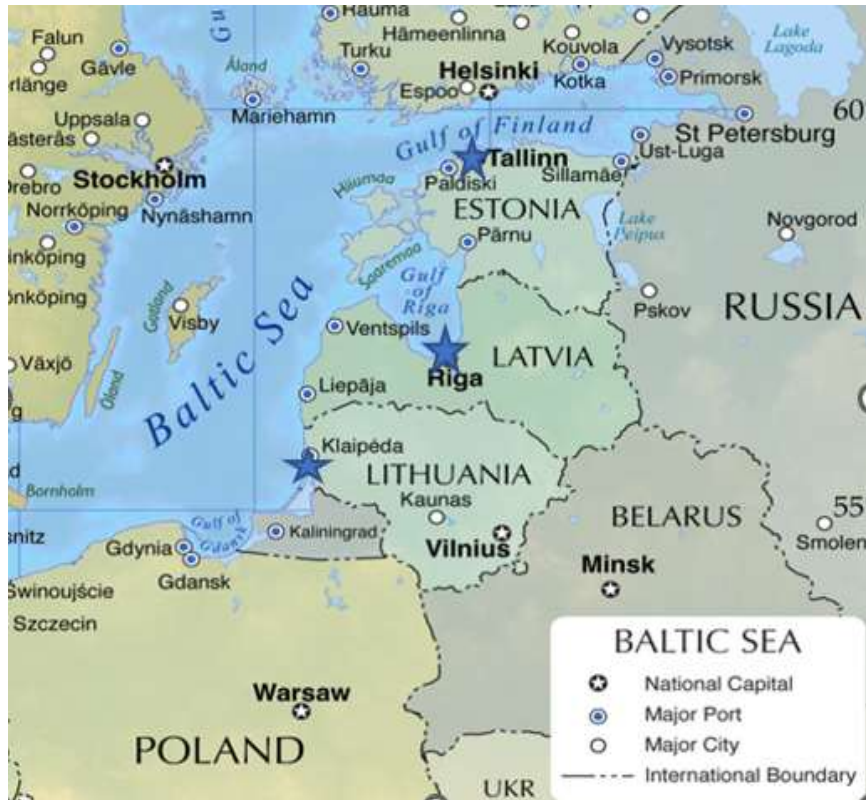 Rauma
Hämeenlinna
Lake
Lagoda
Falun
Gävle
Turku
Kouvola
Vysotsk
Åland
Helsinki
Kotka
Primorsk
Espoo
Uppsala
Mariehamn
60
Gulf of Finland
St Petersburg
Ust-Luga
Stockholm
Tallinn
Paldiski
Sillamäe
Hiiumaa
Norrköping
Nynäshamn
ESTONIA
Lake
Peipus
Novgorod
Pärnu
Saaremaa
Gulf
of
Riga
Pskov
RUSSIA
Gotland
Visby
Ventspils
Baltic Sea
LATVIA
Växjö
Riga
Öland
Liepāja
Klaipėda
LITHUANIA
Bornholm
Kaunas
BELARUS
55
Gulf of
Gdańsk
Kaliningrad
Smolen
Gdynia
Vilnius
Gdansk
Minsk
Swinoujście
Szczecin
Warsaw
POLAND
UKR
BALTIC SEA
National Capital
Major Port
Major City
International Boundary